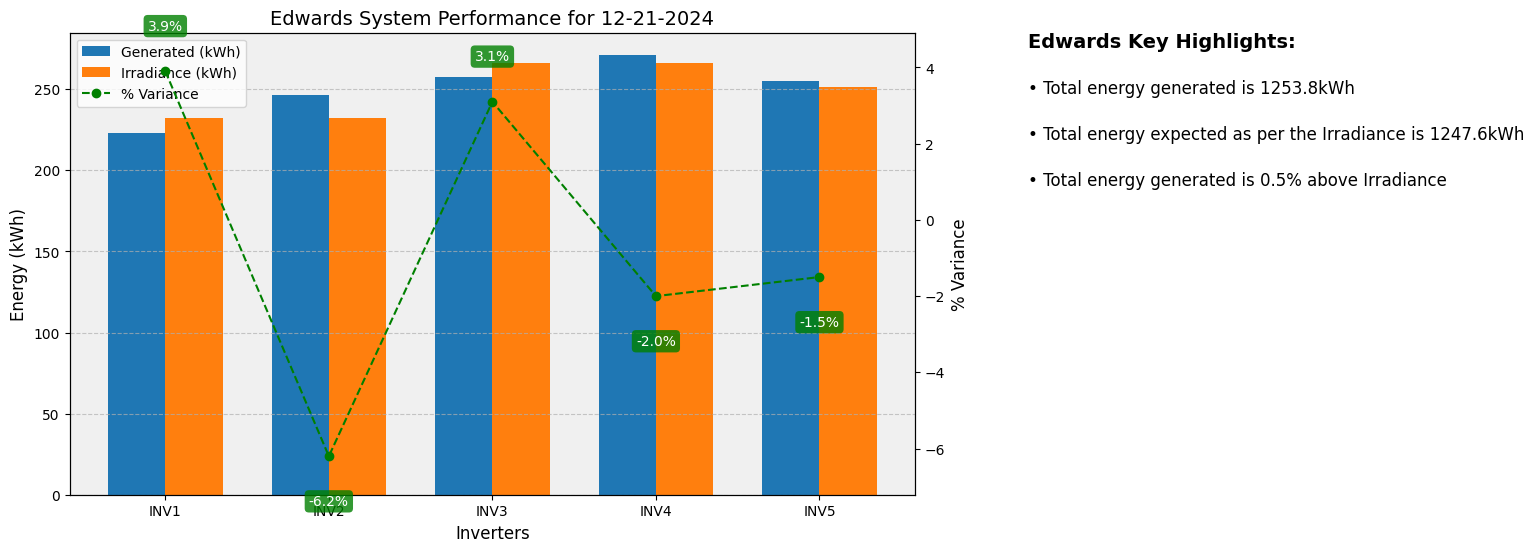 Edwards System Performance for 12-21-2024
3.9%
3.1%
-6.2%
-2.0%
-1.5%
Generated (kWh)
Irradiance (kWh)
% Variance
Energy (kWh)
250
200
150
100
50
0
INV1
INV2
INV3
INV4
INV5
Inverters
4
2
0
−2
−4
−6
% Variance
Edwards Key Highlights:
• Total energy generated is 1253.8kWh
• Total energy expected as per the Irradiance is 1247.6kWh
• Total energy generated is 0.5% above Irradiance